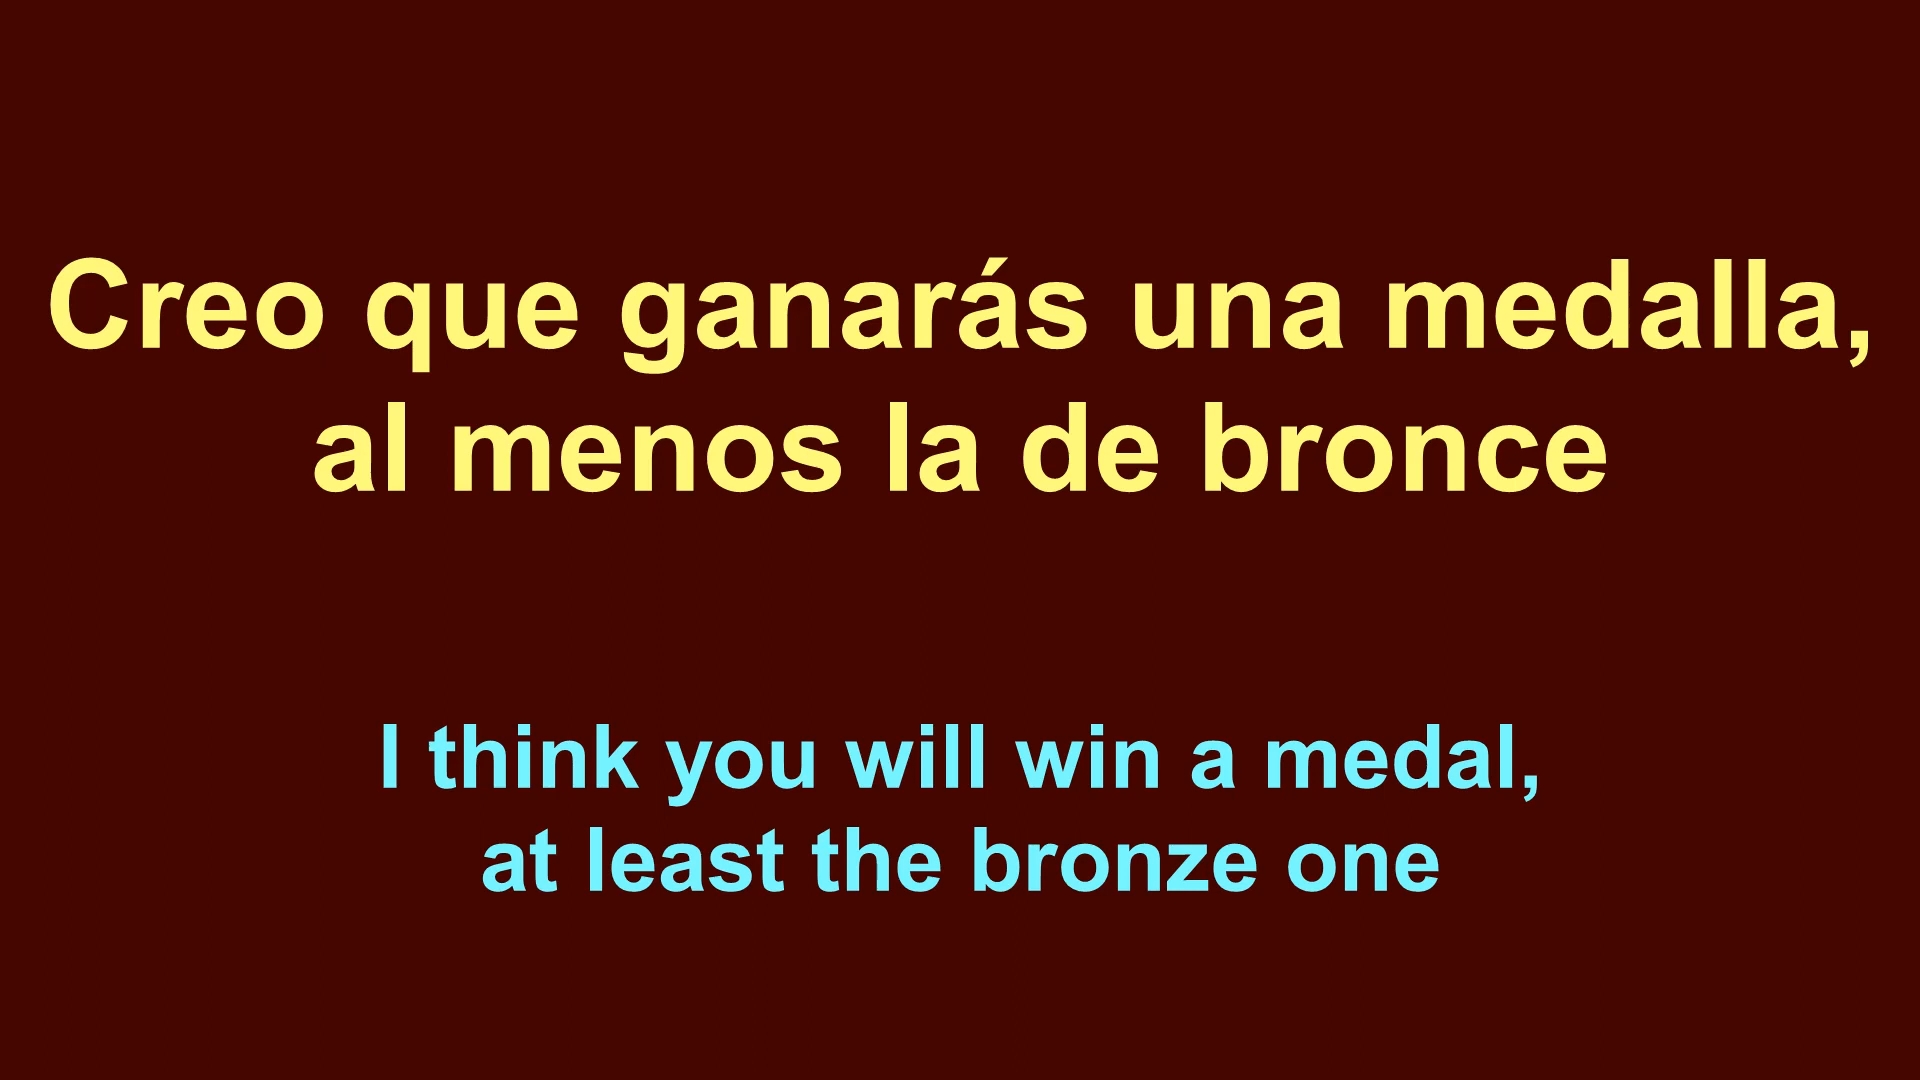 Creo que ganarás una medalla,
al menos la de bronce
I think you will win a medal,
at least the bronze one